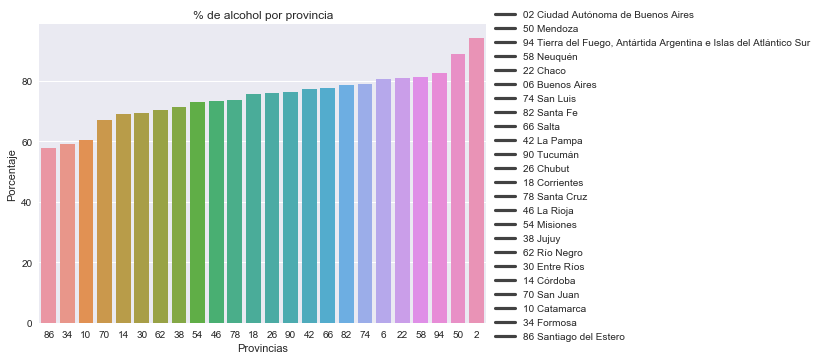 % de alcohol por provincia
Porcentaje
80
60
40
20
0
86 34 10 70 14 30 62 38 54 46 78 18 26 90 42 66 82 74 6 22 58 94 50 2
Provincias
02 Ciudad Autónoma de Buenos Aires
50 Mendoza
94 Tierra del Fuego, Antártida Argentina e Islas del Atlántico Sur
58 Neuquén
22 Chaco
06 Buenos Aires
74 San Luis
82 Santa Fe
66 Salta
42 La Pampa
90 Tucumán
26 Chubut
18 Corrientes
78 Santa Cruz
46 La Rioja
54 Misiones
38 Jujuy
62 Río Negro
30 Entre Ríos
14 Córdoba
70 San Juan
10 Catamarca
34 Formosa
86 Santiago del Estero